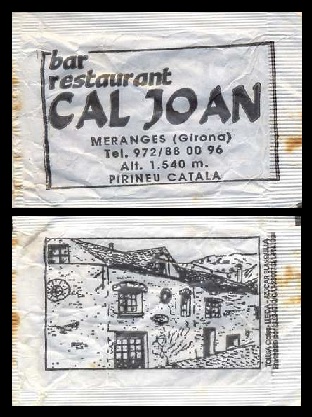 bar
restaurant
CAL JOAN
MERANGES (Girona)
Tel. 972/88 00 96
Alt. 1.540 m.
PIRINEU CATALA